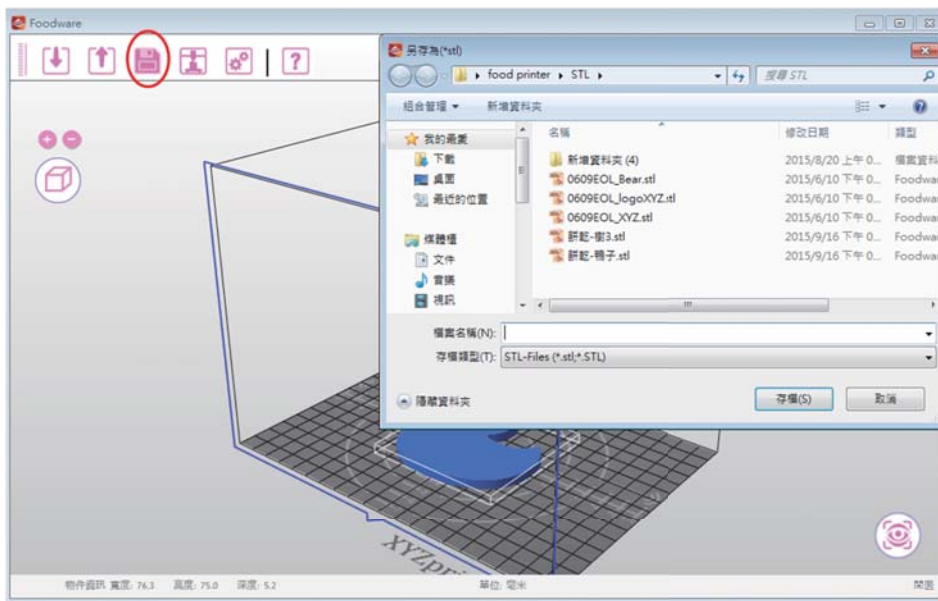 Foodware
?
另存為(*stl)
food printer ▸ STL ▸
搜尋 STL
組合管理 ▾ 新增資料夾
我的最愛
下載
桌面
最近的位置
媒體櫃
文件
音樂
視訊
名稱 修改日期 類型
新增資料夾 (4) 2015/8/20 上午 0... 檔案資料
0609EOL_Bear.stl 2015/6/10 下午 0... Foodwar
0609EOL_logoXYZ.stl 2015/6/10 下午 0... Foodwar
0609EOL_XYZ.stl 2015/6/10 下午 0... Foodwar
餅乾-樹3.stl 2015/9/16 下午 0... Foodwar
餅乾-鴨子.stl 2015/9/16 下午 0... Foodwar
檔案名稱(N):
存檔類型(T): STL-Files (*.stl;*.STL)
隱藏資料夾 存檔(S) 取消
XYZpri
物件資訊 寬度: 76.3 高度: 75.0 深度: 5.2 單位: 毫米